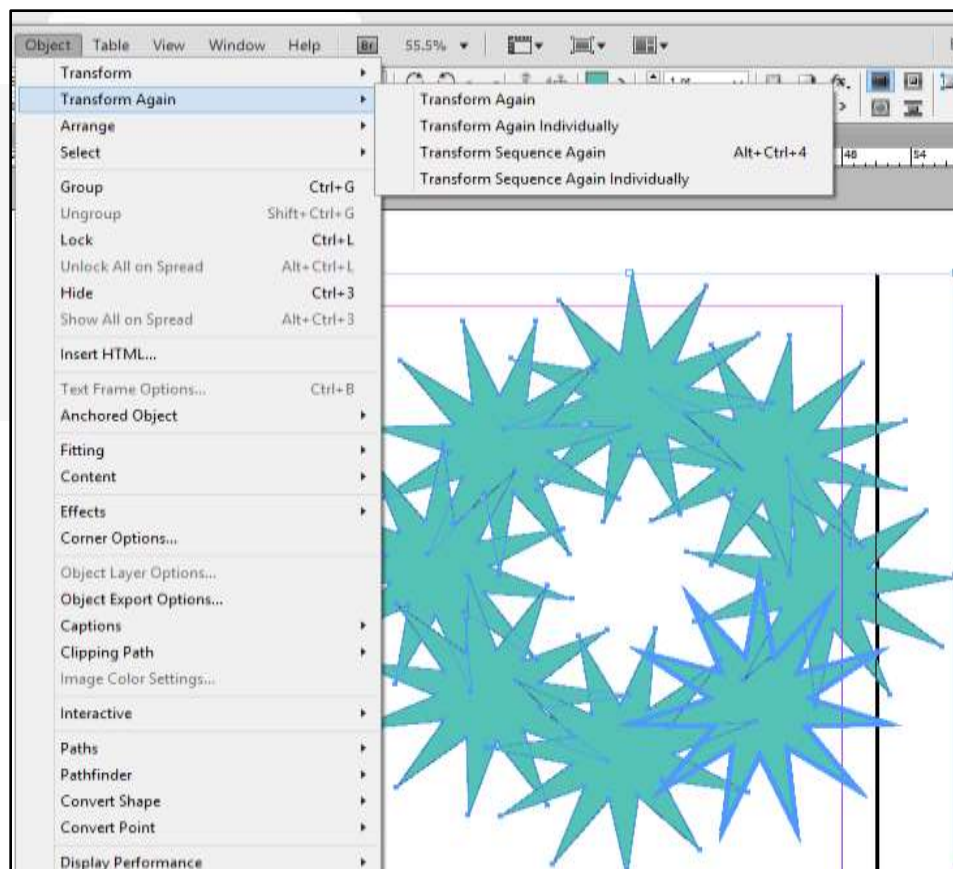 Object Table View Window Help Br 55.5%
Transform
Transform Again
Arrange
Select
Group Ctrl+G
Ungroup Shift+Ctrl+G
Lock Ctrl+L
Unlock All on Spread Alt+Ctrl+L
Hide Ctrl+3
Show All on Spread Alt+Ctrl+3
Insert HTML...
Text Frame Options... Ctrl+B
Anchored Object
Fitting
Content
Effects
Corner Options...
Object Layer Options...
Object Export Options...
Captions
Clipping Path
Image Color Settings...
Interactive
Paths
Pathfinder
Convert Shape
Convert Point
Display Performance
Transform Again
Transform Again Individually
Transform Sequence Again Alt+Ctrl+4
Transform Sequence Again Individually
48 54